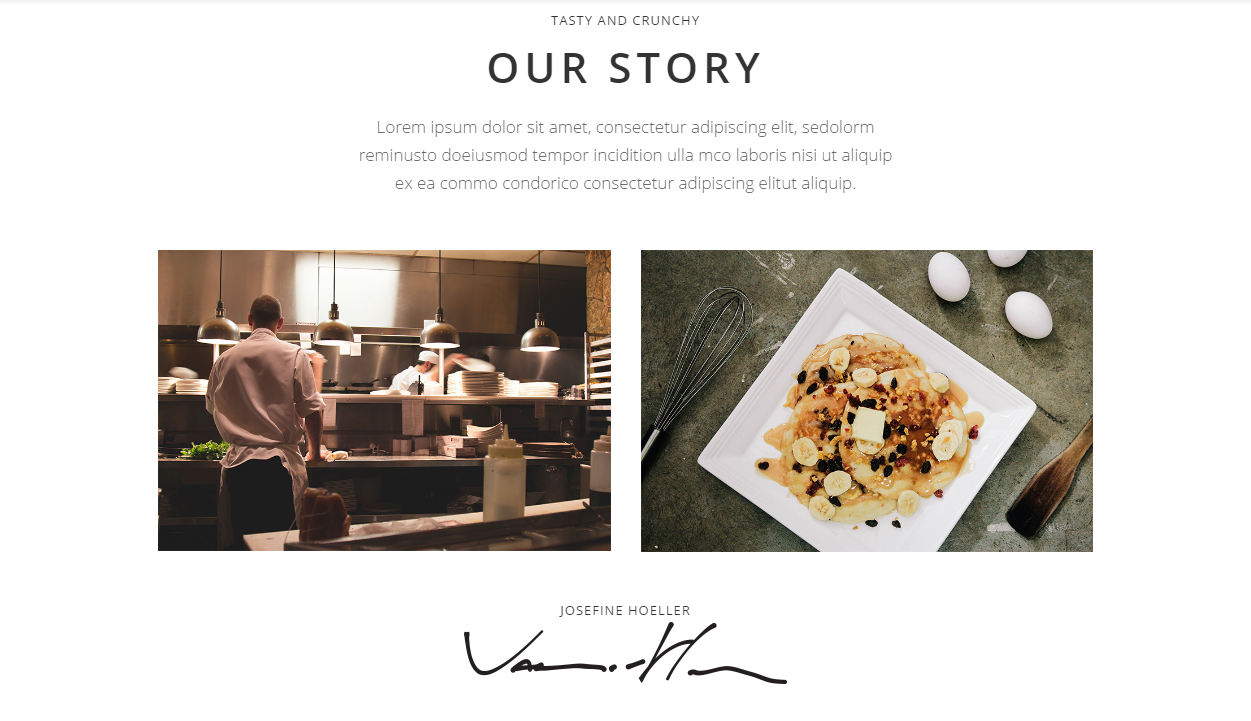 TASTY AND CRUNCHY
OUR STORY
Lorem ipsum dolor sit amet, consectetur adipiscing elit, sedolorm
reminusto doeiusmod tempor incidition ulla mco laboris nisi ut aliquip
ex ea commo condorico consectetur adipiscing elitut aliquip.
JOSEFINE HOELLER